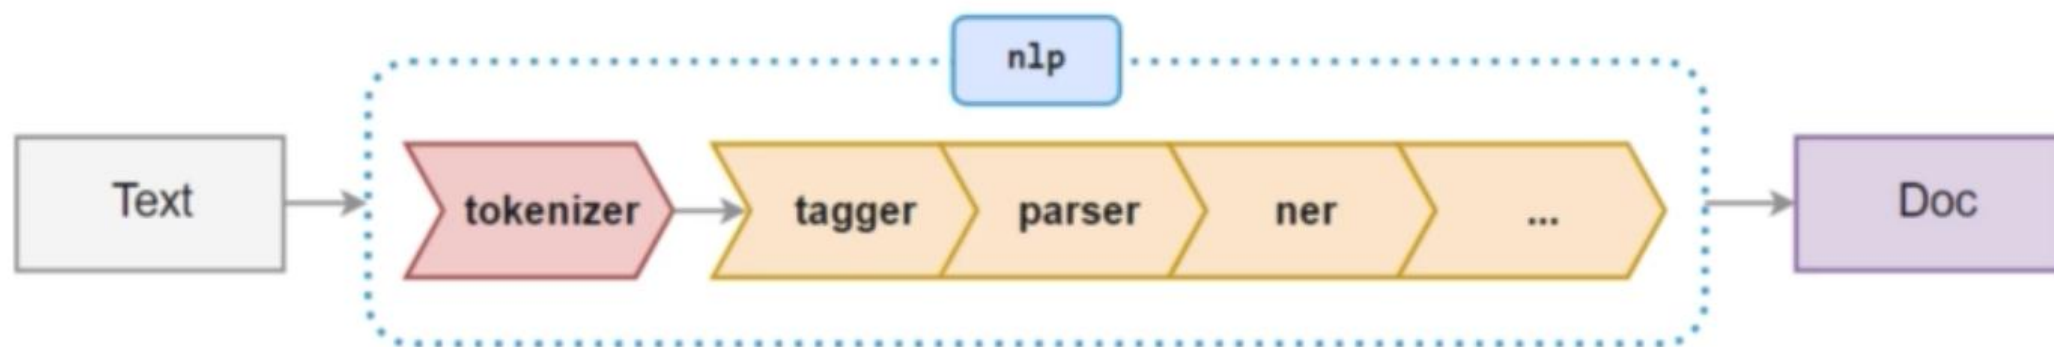 nlp
Text
tokenizer
tagger
parser
ner
...
Doc